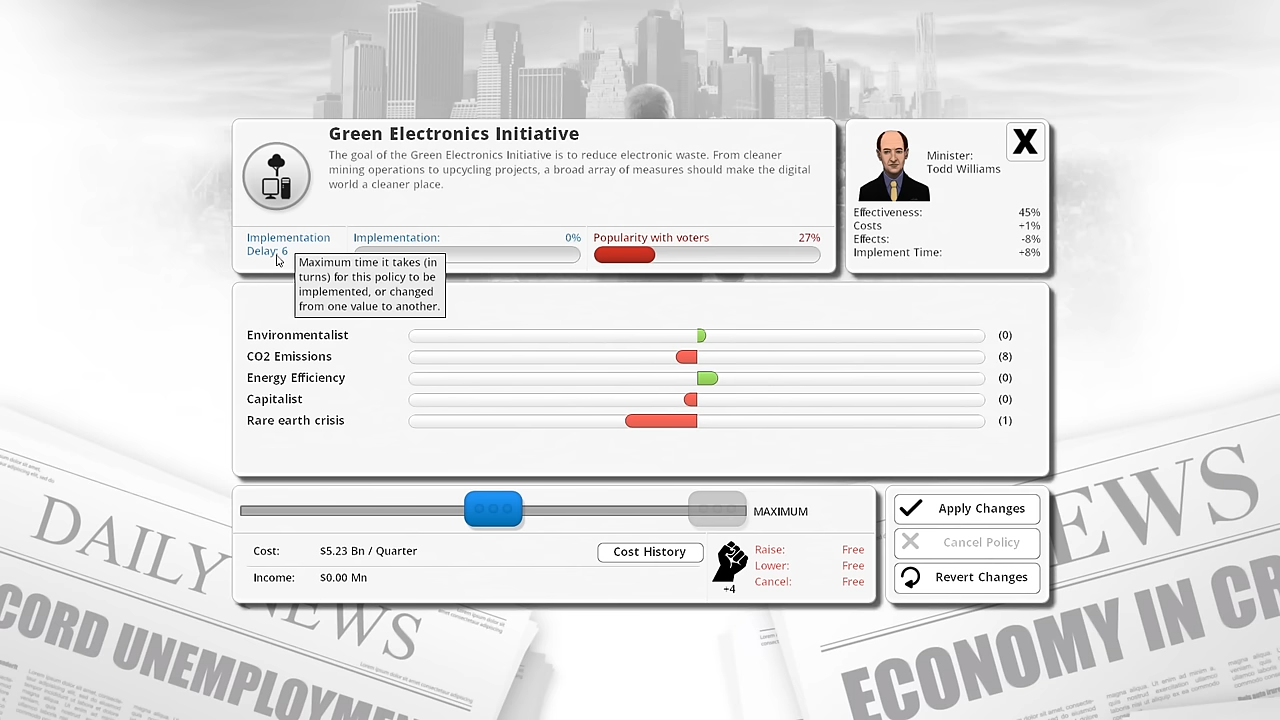 Green Electronics Initiative
The goal of the Green Electronics Initiative is to reduce electronic waste. From cleaner
mining operations to upcycling projects, a broad array of measures should make the digital
world a cleaner place.
Implementation
Delay: 6
Implementation: 0%
Popularity with voters 27%
Maximum time it takes (in
turns) for this policy to be
implemented, or changed
from one value to another.
X
Minister:
Todd Williams
Effectiveness: 45%
Costs +1%
Effects: -8%
Implement Time: +8%
Environmentalist (0)
CO2 Emissions (8)
Energy Efficiency (0)
Capitalist (0)
Rare earth crisis (1)
MAXIMUM
Cost: $5.23 Bn / Quarter
Cost History
Income: $0.00 Mn
+4
Raise: Free
Lower: Free
Cancel: Free
Apply Changes
Cancel Policy
Revert Changes
DAILY NEWS
CORD UNEMPLOYME
EWS
ECONOMY IN CR